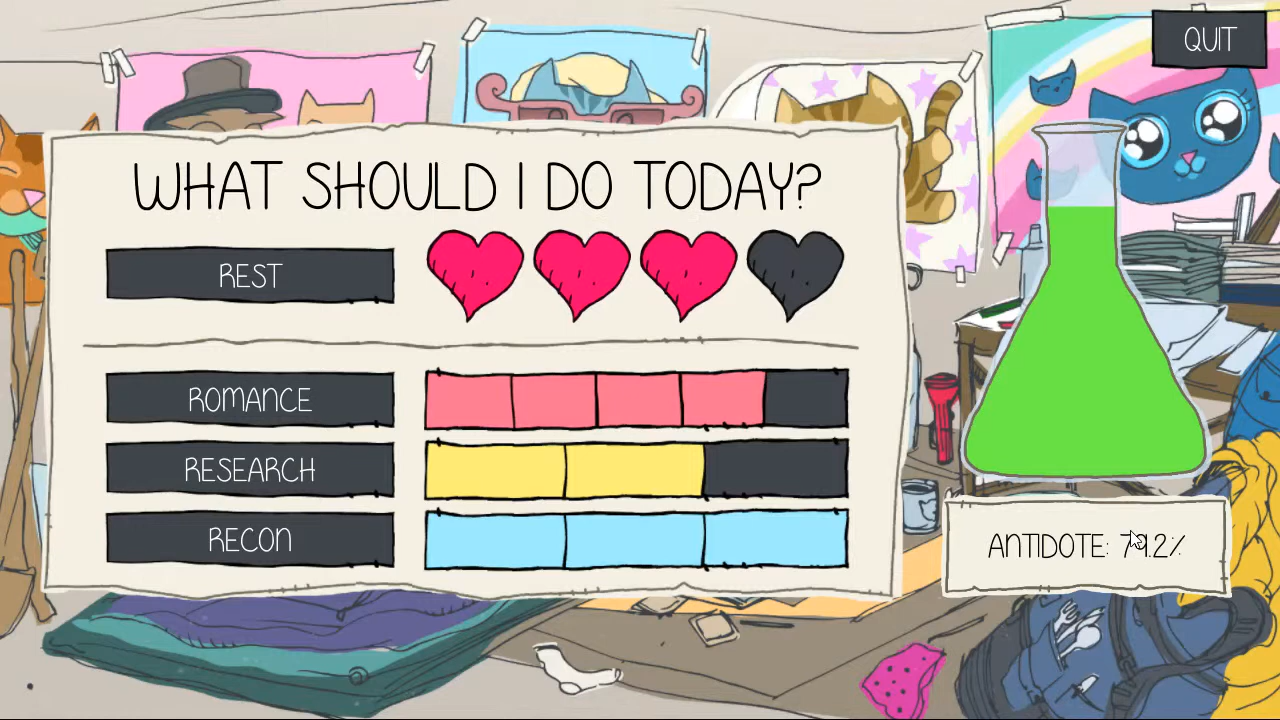 QUIT
WHAT SHOULD I DO TODAY?
REST
ROMANCE
RESEARCH
RECON
ANTIDOTE: